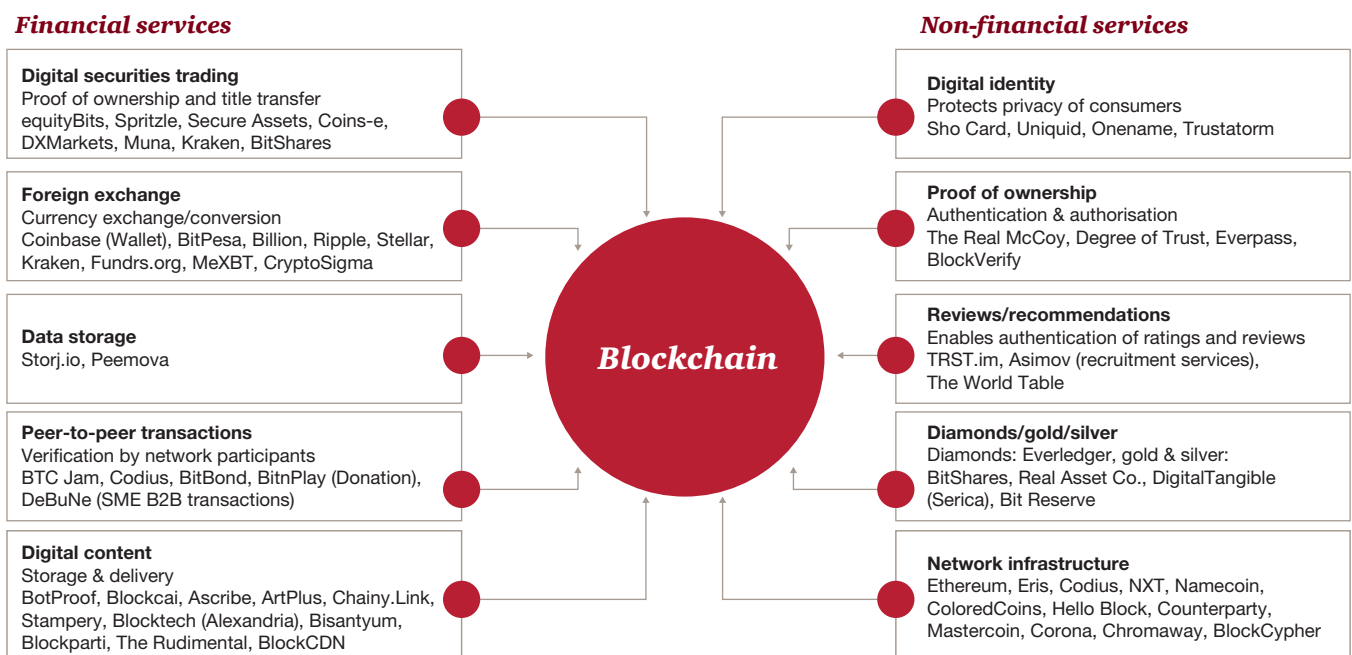 Financial services
Digital securities trading
Proof of ownership and title transfer
equityBits, Spritzle, Secure Assets, Coins-e,
DXMarkets, Muna, Kraken, BitShares
Foreign exchange
Currency exchange/conversion
Coinbase (Wallet), BitPesa, Billion, Ripple, Stellar,
Kraken, Fundrs.org, MeXBT, CryptoSigma
Data storage
Storj.io, Peemova
Peer-to-peer transactions
Verification by network participants
BTC Jam, Codius, BitBond, BitnPlay (Donation),
DeBuNe (SME B2B transactions)
Digital content
Storage & delivery
BotProof, Blockcai, Ascribe, ArtPlus, Chainy.Link,
Stampery, Blocktech (Alexandria), Bisantyum,
Blockparti, The Rudimental, BlockCDN
Blockchain
Non-financial services
Digital identity
Protects privacy of consumers
Sho Card, Uniquid, Onename, Trustatorm
Proof of ownership
Authentication & authorisation
The Real McCoy, Degree of Trust, Everpass,
BlockVerify
Reviews/recommendations
Enables authentication of ratings and reviews
TRST.im, Asimov (recruitment services),
The World Table
Diamonds/gold/silver
Diamonds: Everledger, gold & silver:
BitShares, Real Asset Co., DigitalTangible
(Serica), Bit Reserve
Network infrastructure
Ethereum, Eris, Codius, NXT, Namecoin,
ColoredCoins, Hello Block, Counterparty,
Mastercoin, Corona, Chromaway, BlockCypher